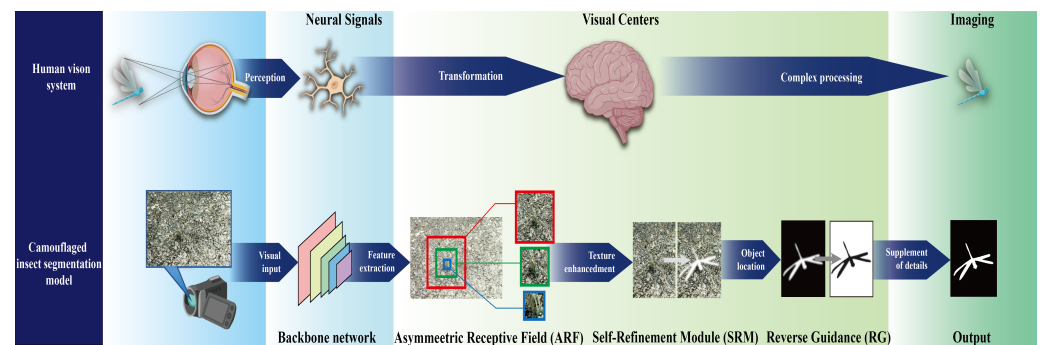 Neural Signals
Visual Centers
Imaging
Human vison
system
Perception
Transformation
Complex processing
Camouflaged
insect segmentation
model
Visual
input
Feature
extraction
Texture
enhancedment
Object
location
Supplement
of details
Backbone network
Asymeetric Receptive Field (ARF)
Self-Refinement Module (SRM)
Reverse Guidance (RG)
Output